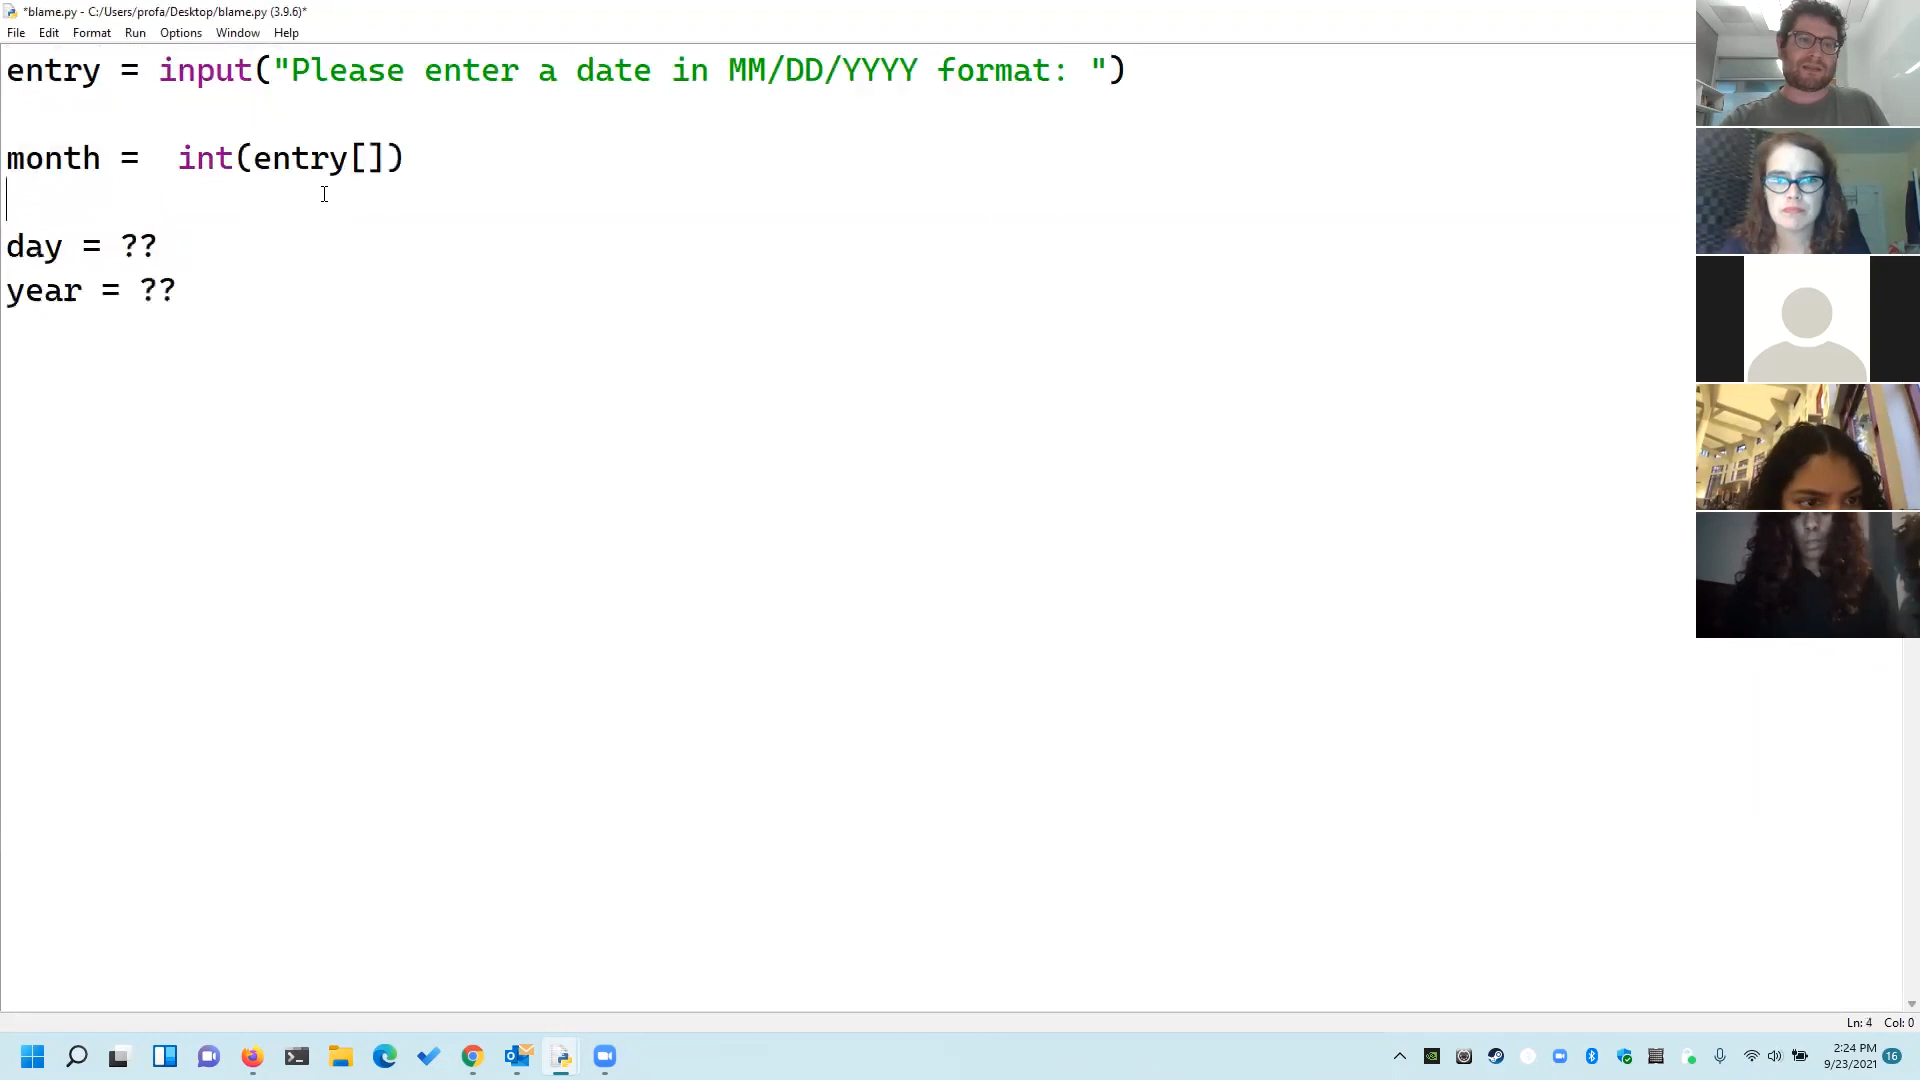 *blame.py - C:/Users/profa/Desktop/blame.py (3.9.6)*
File Edit Format Run Options Window Help
entry = input("Please enter a date in MM/DD/YYYY format: ")
month =  int(entry[])
day = ??
year = ??
Ln: 4 Col: 0
2:24 PM
9/23/2021
16